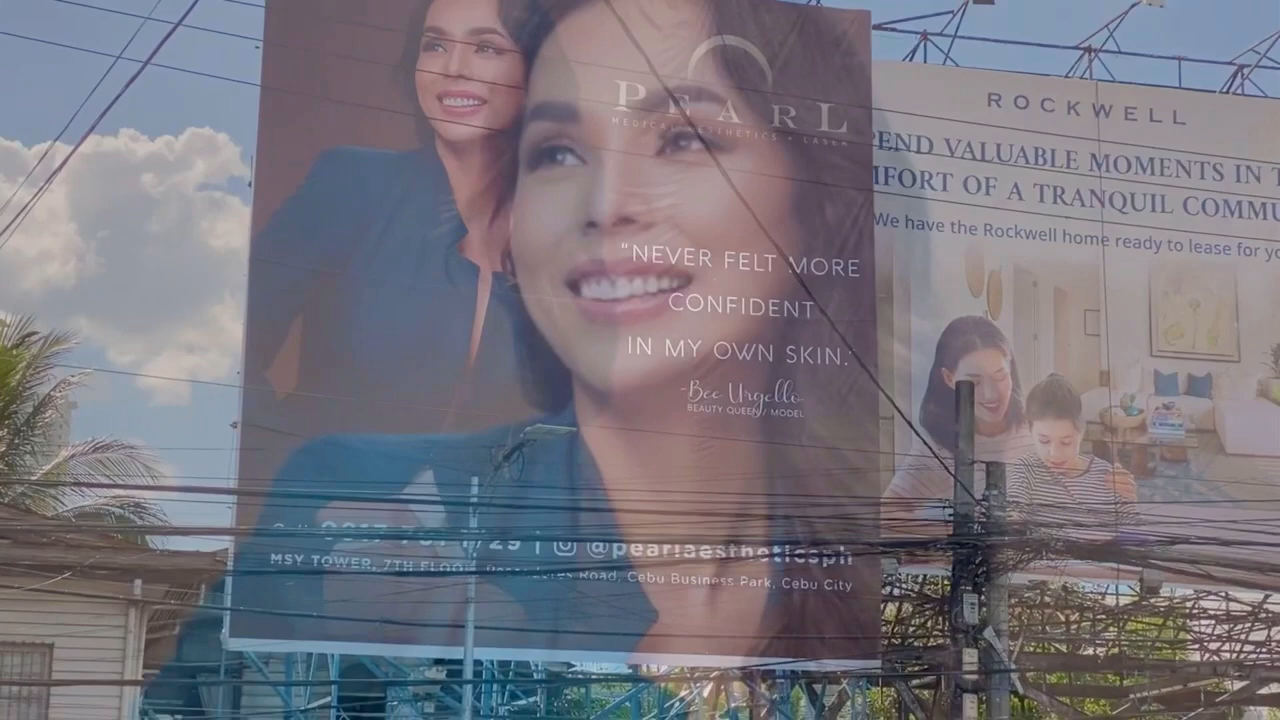 PEARL
MEDICAL AESTHETICS + LASER
"NEVER FELT MORE
CONFIDENT
IN MY OWN SKIN."
-Bee Urgello
BEAUTY QUEEN / MODEL
29 | @pearlaestheticsph
MSY TOWER, 7TH FLOOR, Road, Cebu Business Park, Cebu City
ROCKWELL
END VALUABLE MOMENTS IN T
FORT OF A TRANQUIL COMMU
We have the Rockwell home ready to lease for yo